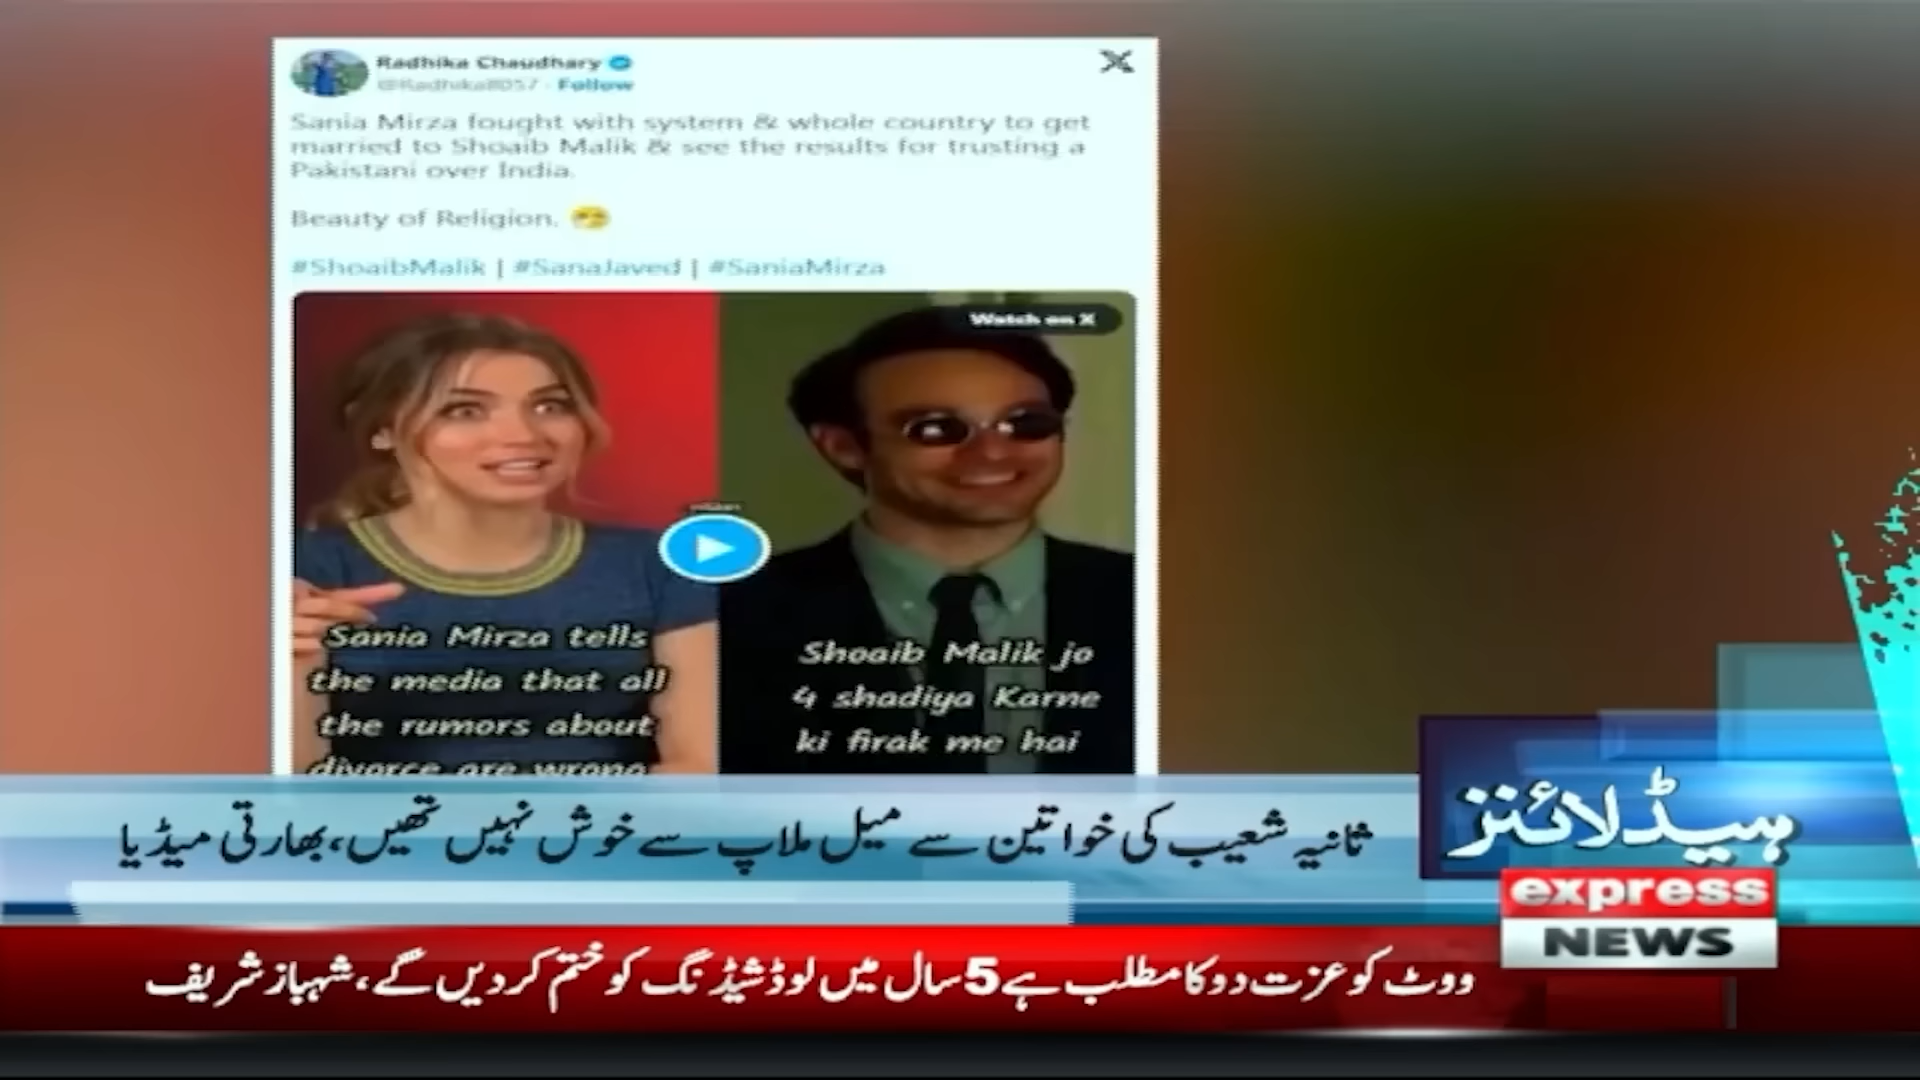 Radhika Chaudhary
@Radhika8057 · Follow
Sania Mirza fought with system & whole country to get
married to Shoaib Malik & see the results for trusting a
Pakistani over India.
Beauty of Religion.
#ShoaibMalik | #SanaJaved | #SaniaMirza
Watch on X
Sania Mirza tells
the media that all
the rumors about
divorce are wrong
Shoaib Malik jo
4 shadiya Karne
ki firak me hai
ثانیہ شعیب کی خواتین سے میل ملاپ سے خوش نہیں تھیں، بھارتی میڈیا
ہیڈلائنز
express
NEWS
ووٹ کو عزت دو کا مطلب ہے 5 سال میں لوڈشیڈنگ کو ختم کردیں گے، شہباز شریف